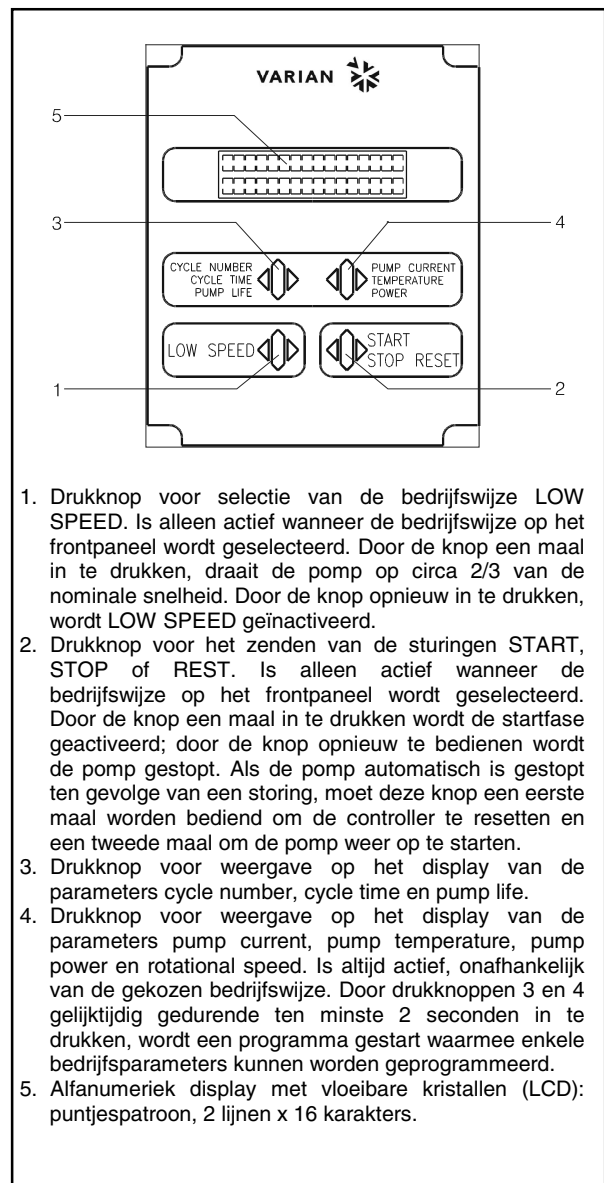 VARIAN
5
3
4
CYCLE NUMBER
CYCLE TIME
PUMP LIFE
PUMP CURRENT
TEMPERATURE
POWER
LOW SPEED
START
STOP RESET
1
2
1. Drukknop voor selectie van de bedrijfswijze LOW
SPEED. Is alleen actief wanneer de bedrijfswijze op het
frontpaneel wordt geselecteerd. Door de knop een maal
in te drukken, draait de pomp op circa 2/3 van de
nominale snelheid. Door de knop opnieuw in te drukken,
wordt LOW SPEED geïnactiveerd.
2. Drukknop voor het zenden van de sturingen START,
STOP of REST. Is alleen actief wanneer de
bedrijfswijze op het frontpaneel wordt geselecteerd.
Door de knop een maal in te drukken wordt de startfase
geactiveerd; door de knop opnieuw te bedienen wordt
de pomp gestopt. Als de pomp automatisch is gestopt
ten gevolge van een storing, moet deze knop een eerste
maal worden bediend om de controller te resetten en
een tweede maal om de pomp weer op te starten.
3. Drukknop voor weergave op het display van de
parameters cycle number, cycle time en pump life.
4. Drukknop voor weergave op het display van de
parameters pump current, pump temperature, pump
power en rotational speed. Is altijd actief, onafhankelijk
van de gekozen bedrijfswijze. Door drukknoppen 3 en 4
gelijktijdig gedurende ten minste 2 seconden in te
drukken, wordt een programma gestart waarmee enkele
bedrijfsparameters kunnen worden geprogrammeerd.
5. Alfanumeriek display met vloeibare kristallen (LCD):
puntjespatroon, 2 lijnen x 16 karakters.